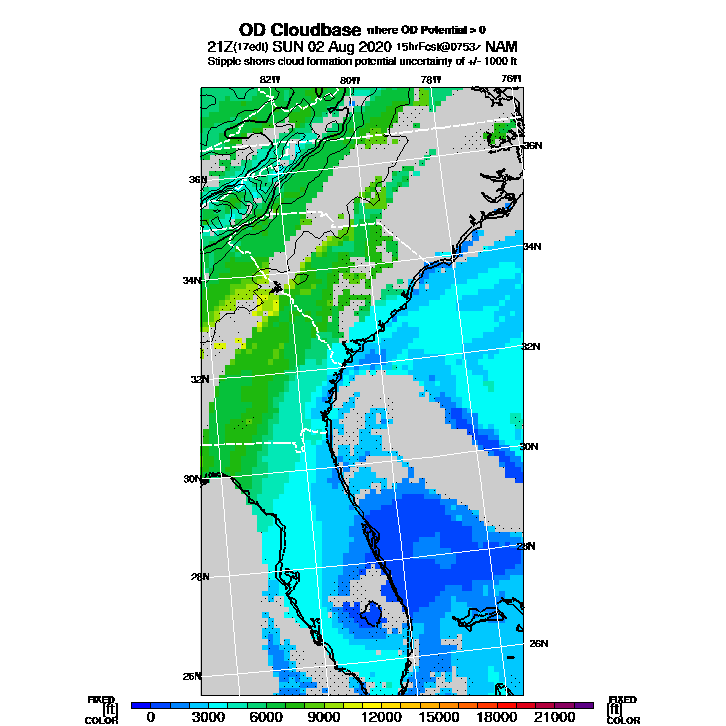 OD Cloudbase where OD Potential > 0
21Z(17edt) SUN 02 Aug 2020 15hrFcst@0753z NAM
Stipple shows cloud formation potential uncertainty of +/- 1000 ft
82W 80W 78W 76W
36N
36N
34N
34N
32N
32N
30N
30N
28N
28N
26N
26N
FIXED FIXED
[ft] [ft]
COLOR COLOR
0 3000 6000 9000 12000 15000 18000 21000